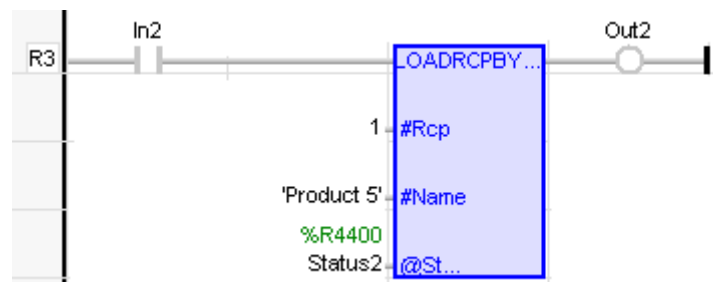 In2 Out2
R3 LOADRCPBY...
1 #Rcp
'Product 5' #Name
%R4400
Status2 @St...